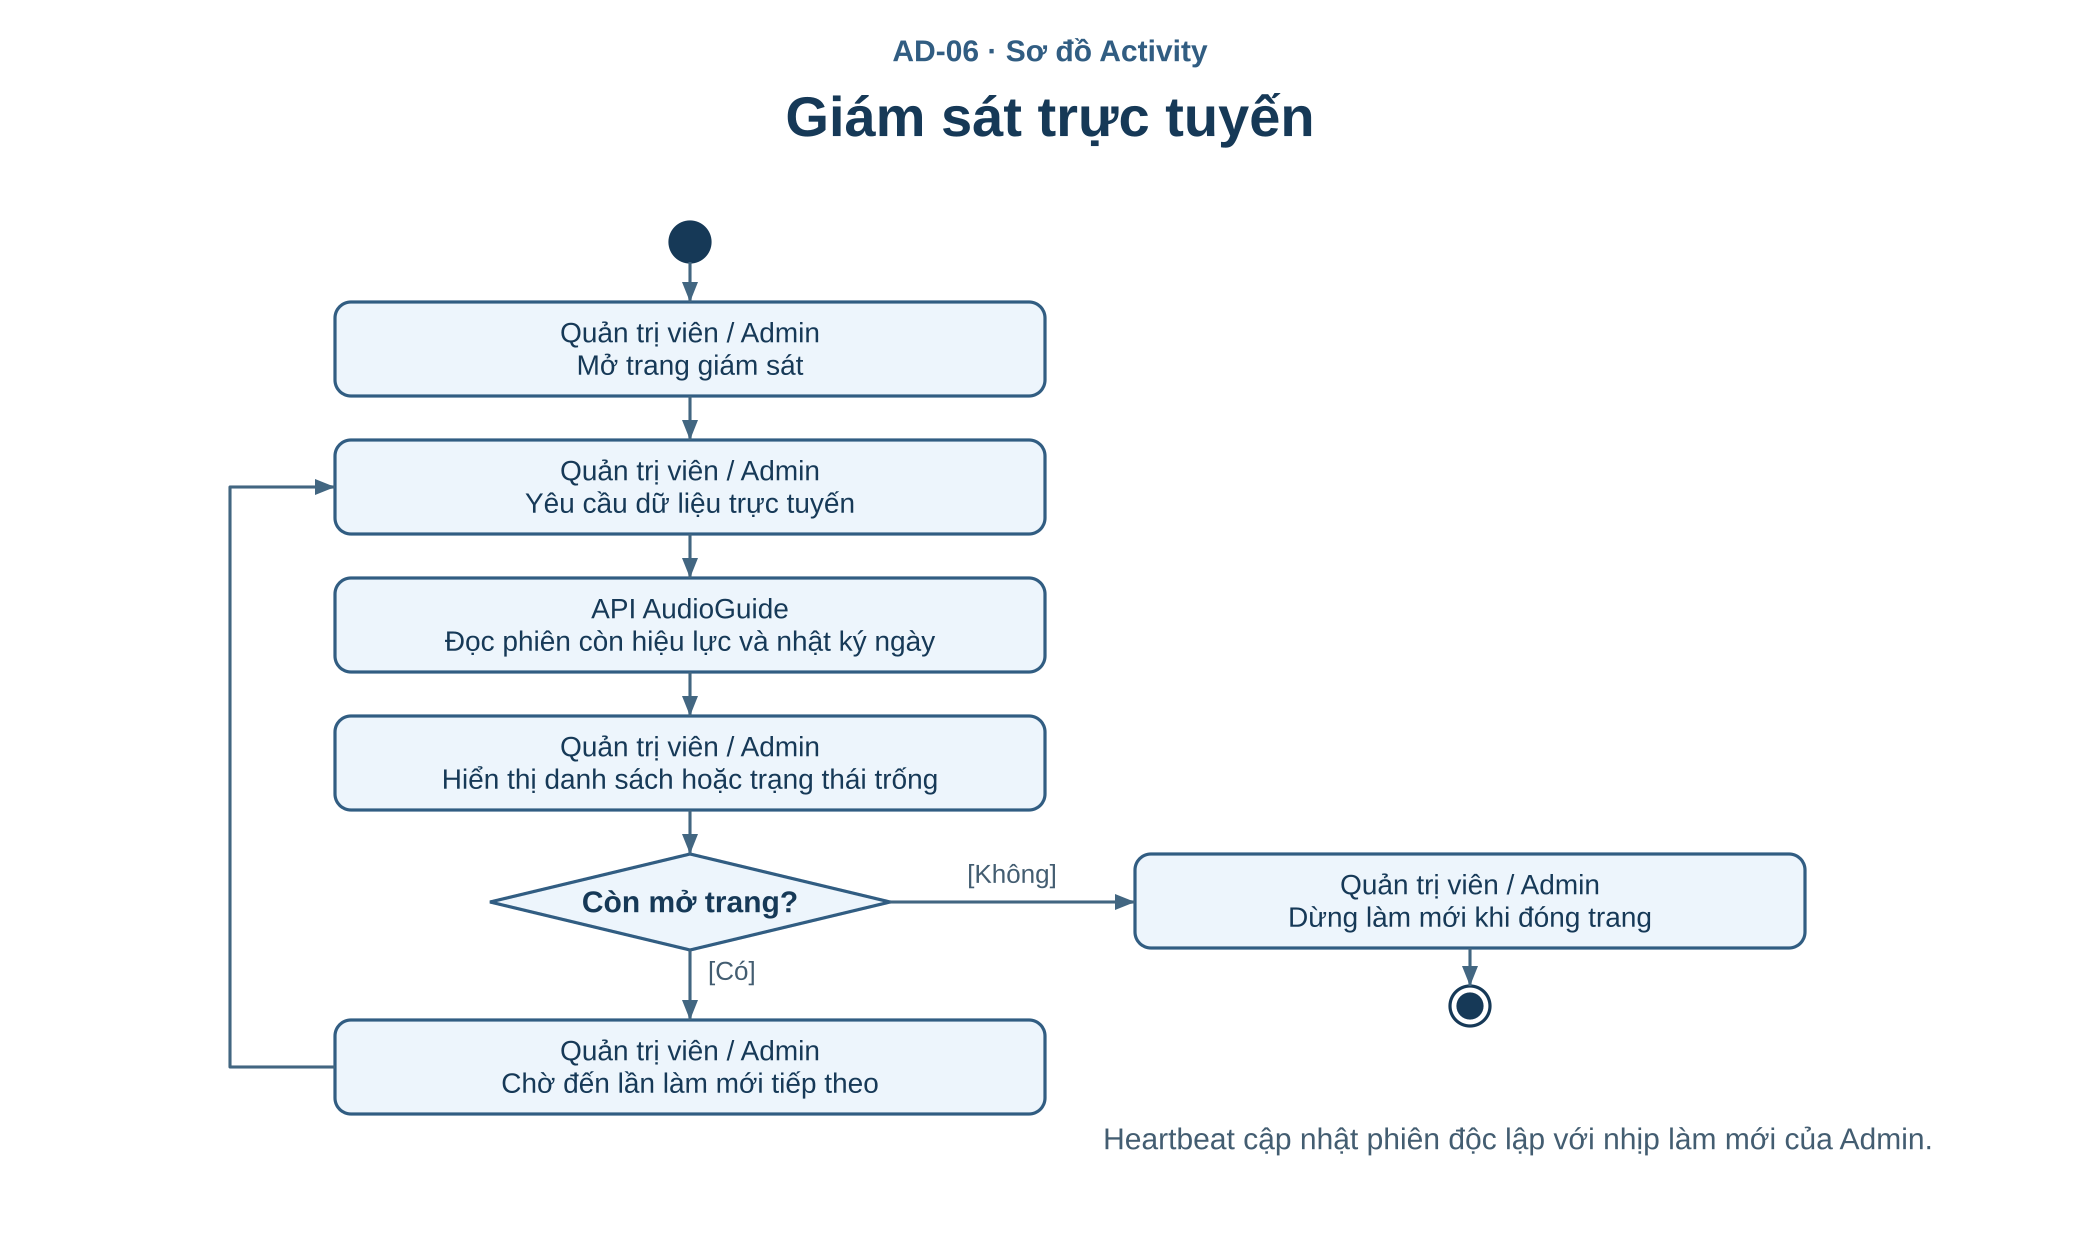 AD-06 · Sơ đồ Activity
Giám sát trực tuyến
Quản trị viên / Admin
Mở trang giám sát
Quản trị viên / Admin
Yêu cầu dữ liệu trực tuyến
API AudioGuide
Đọc phiên còn hiệu lực và nhật ký ngày
Quản trị viên / Admin
Hiển thị danh sách hoặc trạng thái trống
Còn mở trang?
[Không]
Quản trị viên / Admin
Dừng làm mới khi đóng trang
[Có]
Quản trị viên / Admin
Chờ đến lần làm mới tiếp theo
Heartbeat cập nhật phiên độc lập với nhịp làm mới của Admin.